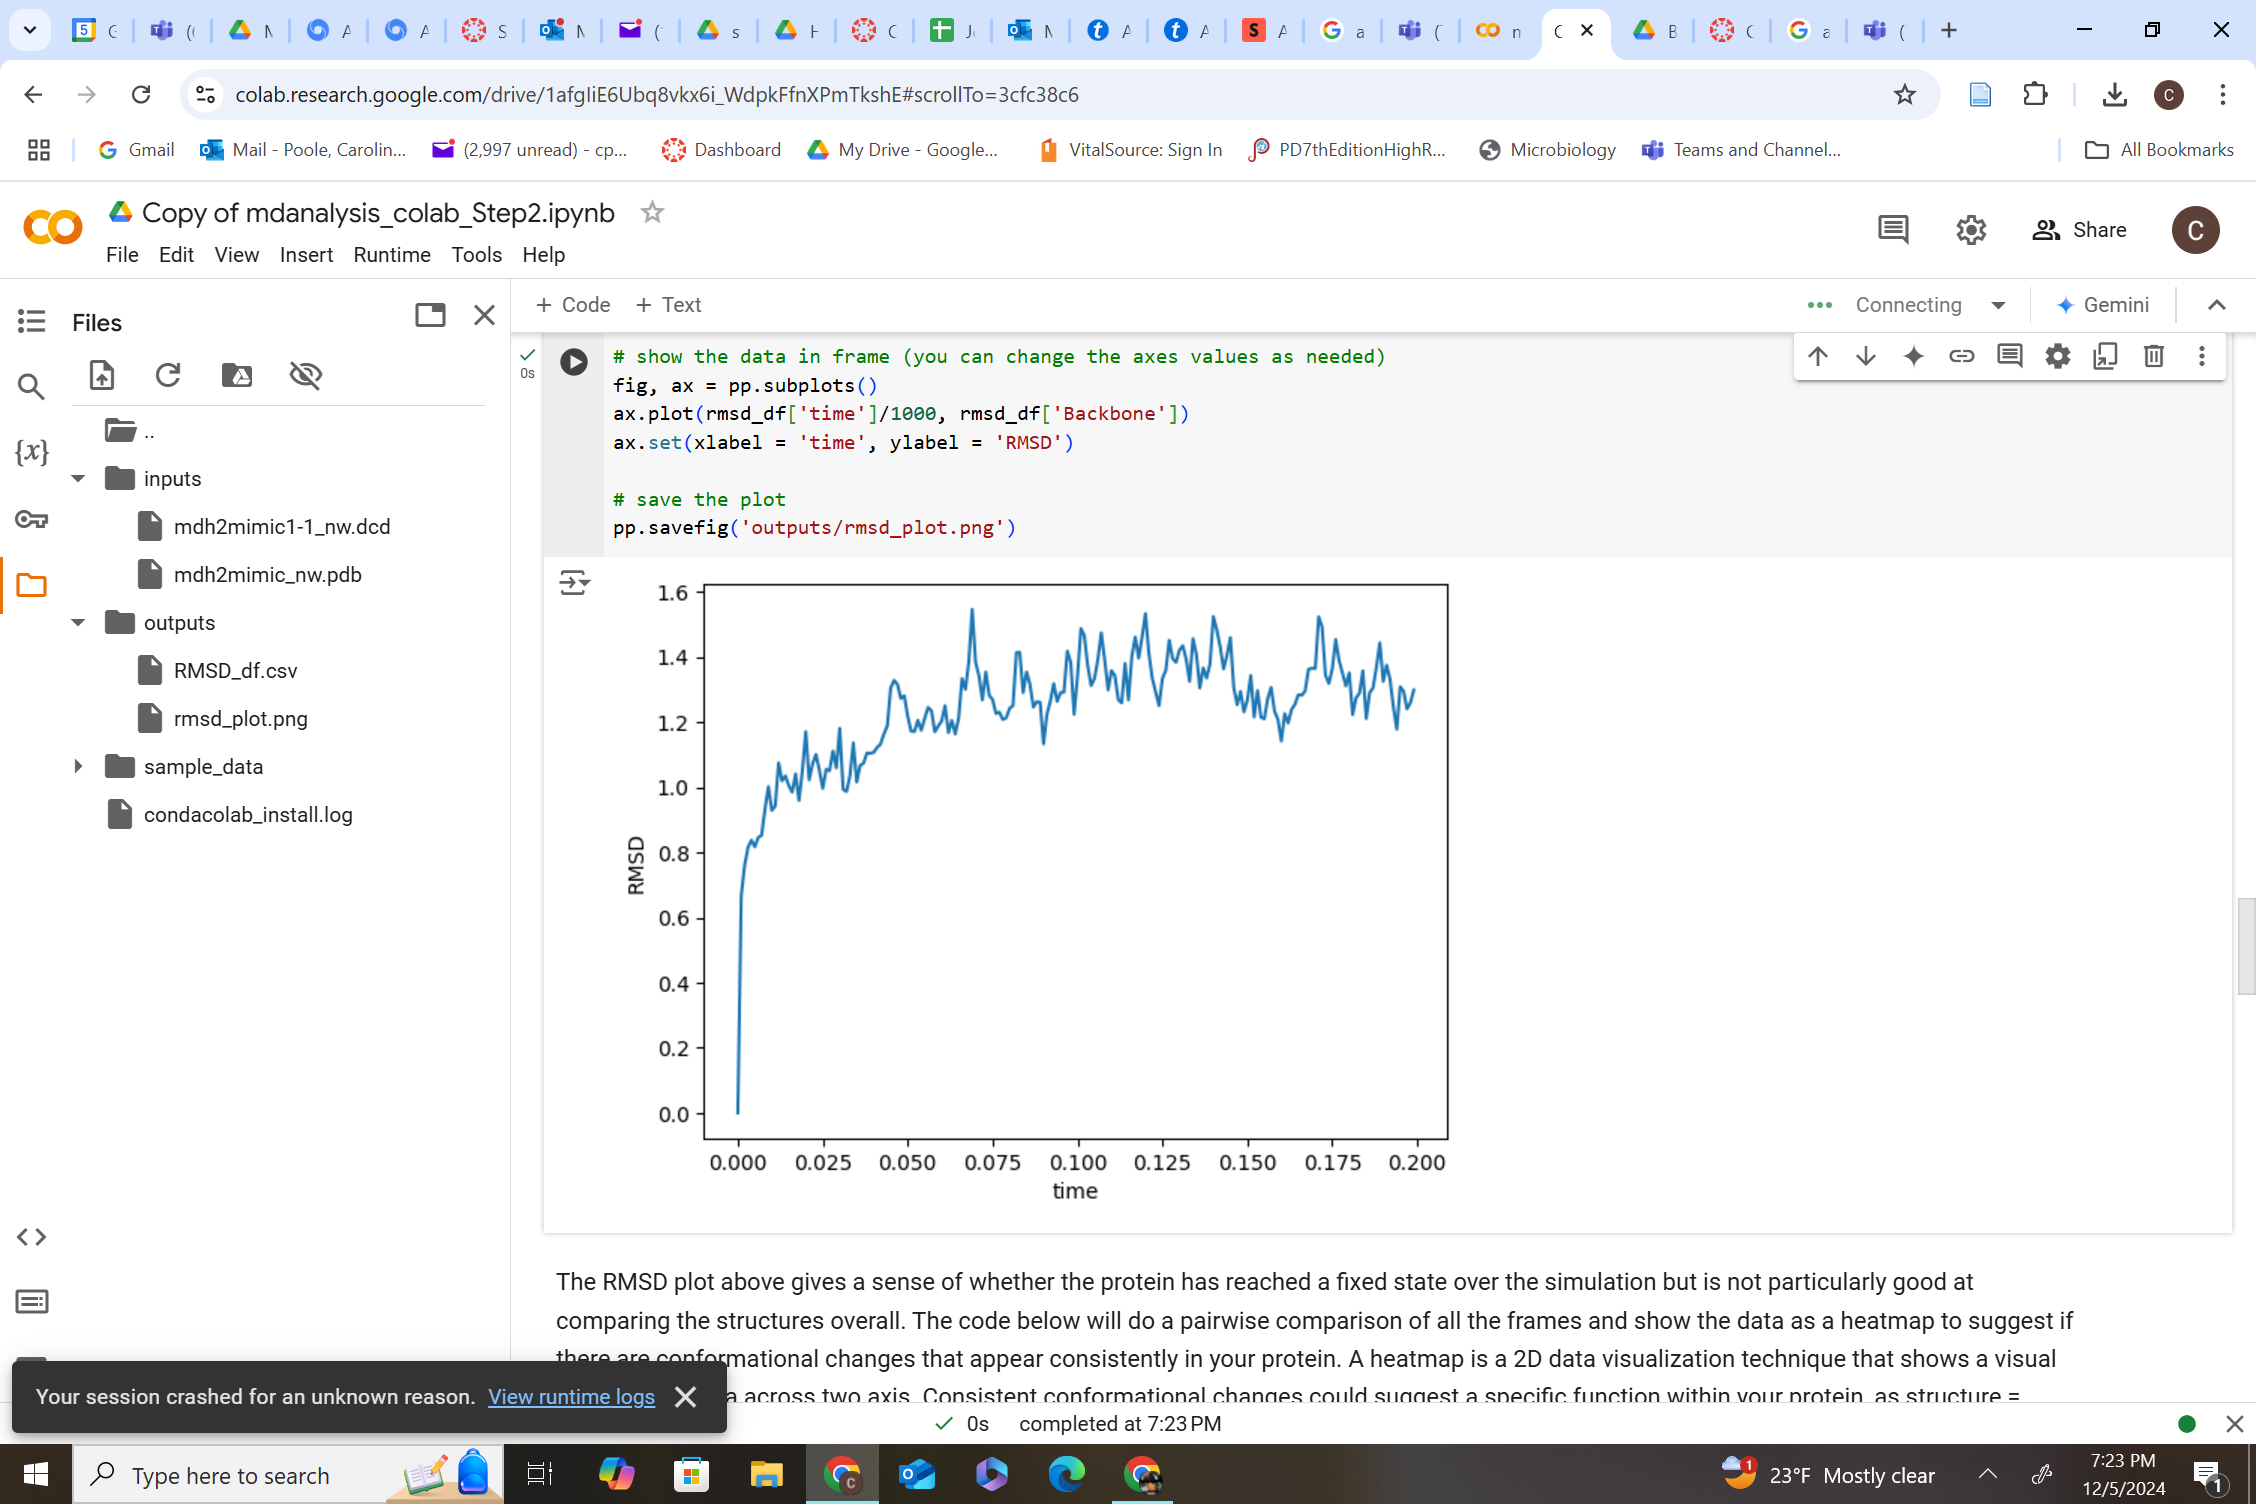 5
colab.research.google.com/drive/1afgliE6Ubq8vkx6i_WdpkFfnXPmTkshE#scrollTo=3cfc38c6
C
Gmail
Mail - Poole, Carolin...
(2,997 unread) - cp...
Dashboard
My Drive - Google...
VitalSource: Sign In
PD7thEditionHighR...
Microbiology
Teams and Channel...
All Bookmarks
Copy of mdanalysis_colab_Step2.ipynb
File Edit View Insert Runtime Tools Help
Share
C
Files
+ Code + Text
Connecting
Gemini
..
inputs
mdh2mimic1-1_nw.dcd
mdh2mimic_nw.pdb
outputs
RMSD_df.csv
rmsd_plot.png
sample_data
condacolab_install.log
0s
# show the data in frame (you can change the axes values as needed)
fig, ax = pp.subplots()
ax.plot(rmsd_df['time']/1000, rmsd_df['Backbone'])
ax.set(xlabel = 'time', ylabel = 'RMSD')
# save the plot
pp.savefig('outputs/rmsd_plot.png')
1.6
1.4
1.2
1.0
0.8
0.6
0.4
0.2
0.0
RMSD
0.000 0.025 0.050 0.075 0.100 0.125 0.150 0.175 0.200
time
The RMSD plot above gives a sense of whether the protein has reached a fixed state over the simulation but is not particularly good at
comparing the structures overall. The code below will do a pairwise comparison of all the frames and show the data as a heatmap to suggest if
there are conformational changes that appear consistently in your protein. A heatmap is a 2D data visualization technique that shows a visual
a across two axis. Consistent conformational changes could suggest a specific function within your protein, as structure =
Your session crashed for an unknown reason. View runtime logs
0s completed at 7:23 PM
Type here to search
1
23°F Mostly clear
7:23 PM
12/5/2024
1